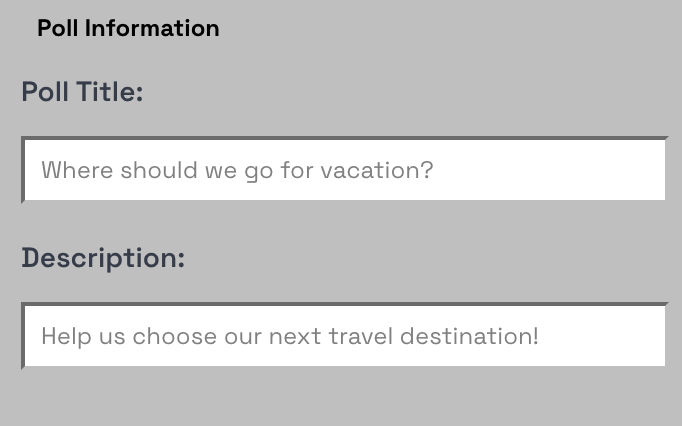 Poll Information
Poll Title:
Where should we go for vacation?
Description:
Help us choose our next travel destination!